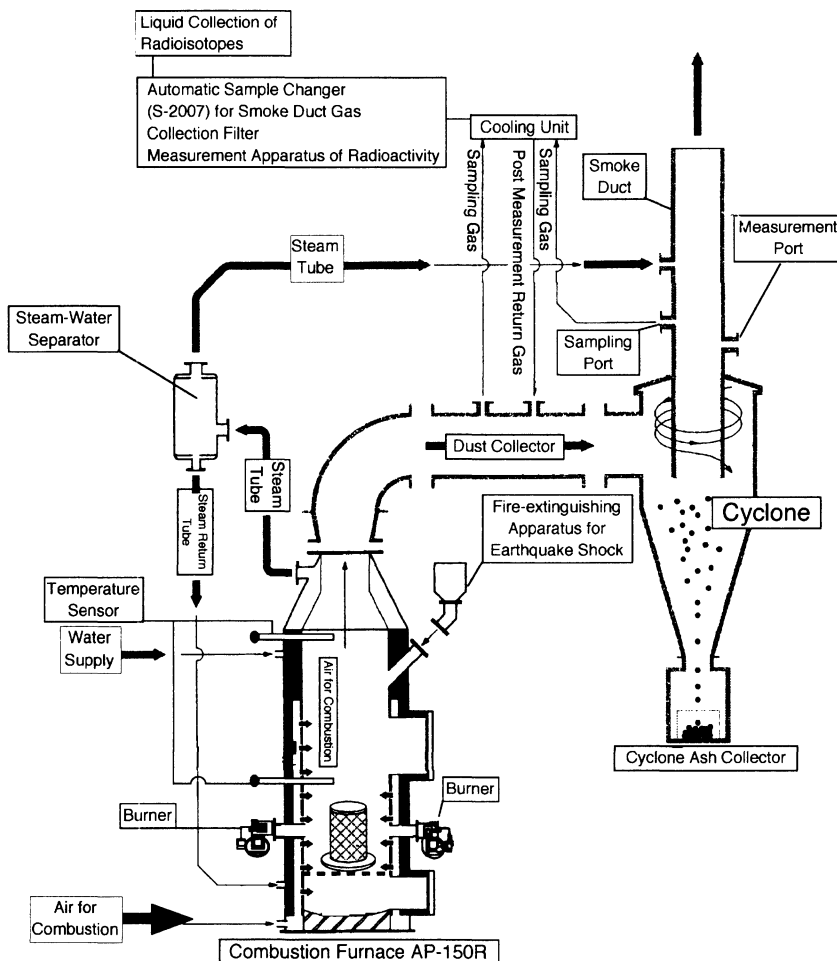 Liquid Collection of
Radioisotopes
Automatic Sample Changer
(S-2007) for Smoke Duct Gas
Collection Filter
Measurement Apparatus of Radioactivity
Cooling Unit
Sampling Gas
Post Measurement Return Gas
Sampling Gas
Smoke
Duct
Measurement
Port
Steam
Tube
Steam-Water
Separator
Sampling
Port
Dust Collector
Steam
Tube
Steam Return
Tube
Fire-extinguishing
Apparatus for
Earthquake Shock
Cyclone
Temperature
Sensor
Water
Supply
Air for
Combustion
Cyclone Ash Collector
Burner
Burner
Air for
Combustion
Combustion Furnace AP-150R